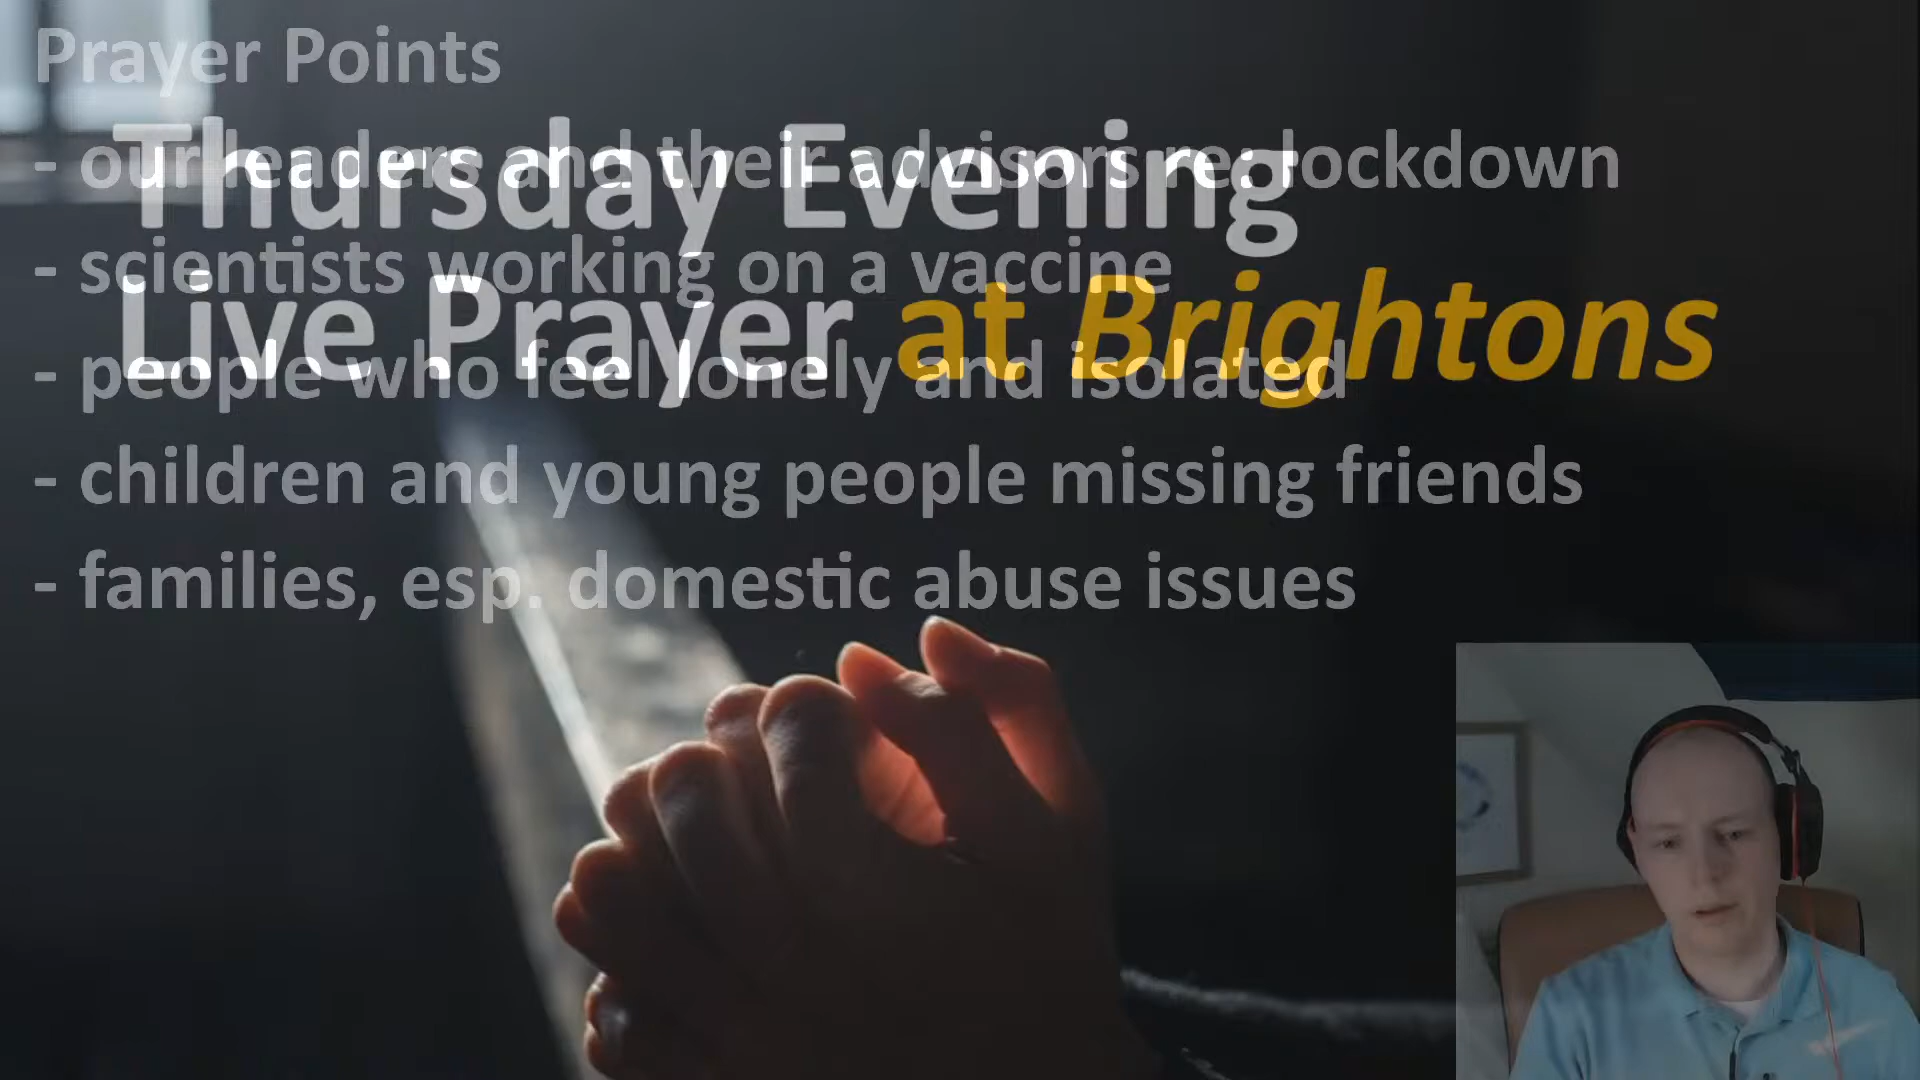 Prayer Points
- our leaders and their advisors re. lockdown
- scientists working on a vaccine
- people who feel lonely and isolated
- children and young people missing friends
- families, esp. domestic abuse issues
Thursday Evening
Live Prayer at Brightons